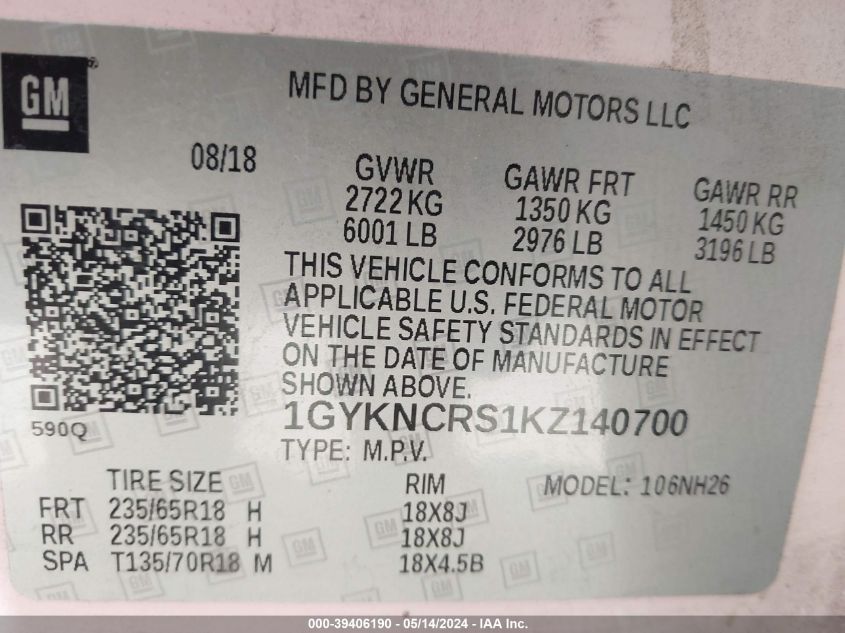 GM
MFD BY GENERAL MOTORS LLC
08/18
GVWR GAWR FRT GAWR RR
2722 KG 1350 KG 1450 KG
6001 LB 2976 LB 3196 LB
THIS VEHICLE CONFORMS TO ALL
APPLICABLE U.S. FEDERAL MOTOR
VEHICLE SAFETY STANDARDS IN EFFECT
ON THE DATE OF MANUFACTURE
SHOWN ABOVE.
1GYKNCRS1KZ140700
590Q
TYPE: M.P.V.
TIRE SIZE RIM MODEL: 106NH26
FRT 235/65R18 H 18X8J
RR 235/65R18 H 18X8J
SPA T135/70R18 M 18X4.5B
000-39406190 - 05/14/2024 - IAA Inc.